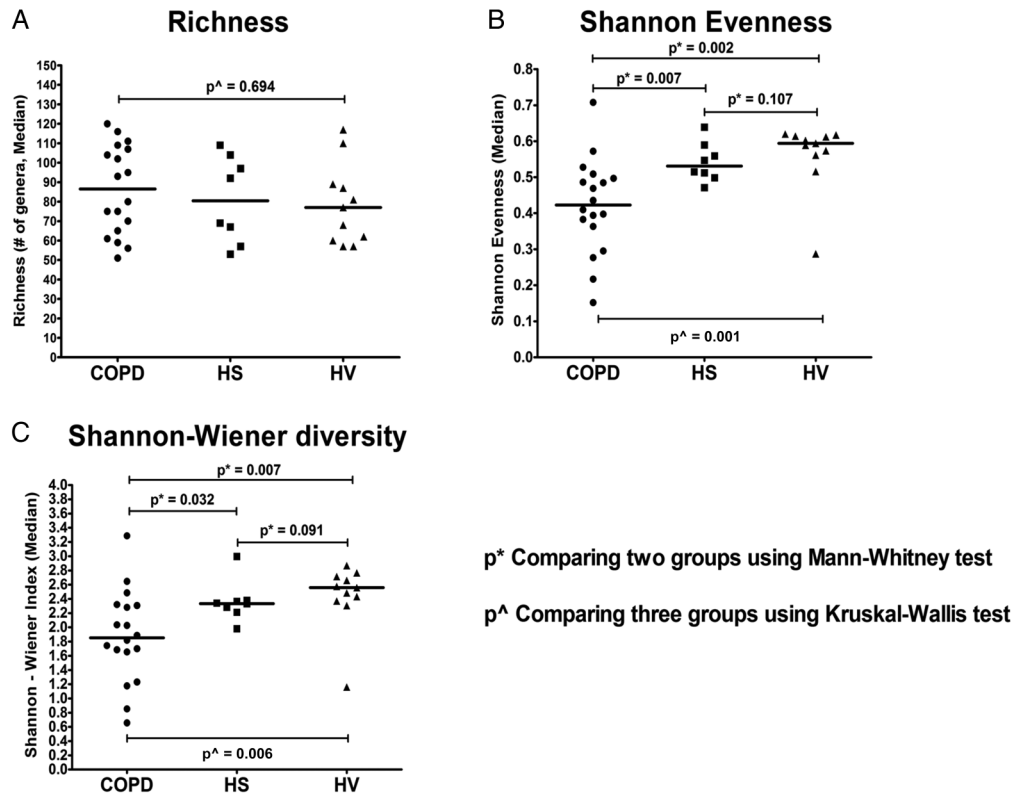 A
Richness
Richness (# of genera, Median)
150
140
130
120
110
100
90
80
70
60
50
40
30
20
10
0
p^ = 0.694
COPD HS HV
B
Shannon Evenness
Shannon Evenness (Median)
0.8
0.7
0.6
0.5
0.4
0.3
0.2
0.1
0.0
p* = 0.002
p* = 0.007
p* = 0.107
p^ = 0.001
COPD HS HV
C
Shannon-Wiener diversity
Shannon - Wiener Index (Median)
4.0
3.8
3.6
3.4
3.2
3.0
2.8
2.6
2.4
2.2
2.0
1.8
1.6
1.4
1.2
1.0
0.8
0.6
0.4
0.2
0.0
p* = 0.007
p* = 0.032
p* = 0.091
p^ = 0.006
COPD HS HV
p* Comparing two groups using Mann-Whitney test
p^ Comparing three groups using Kruskal-Wallis test